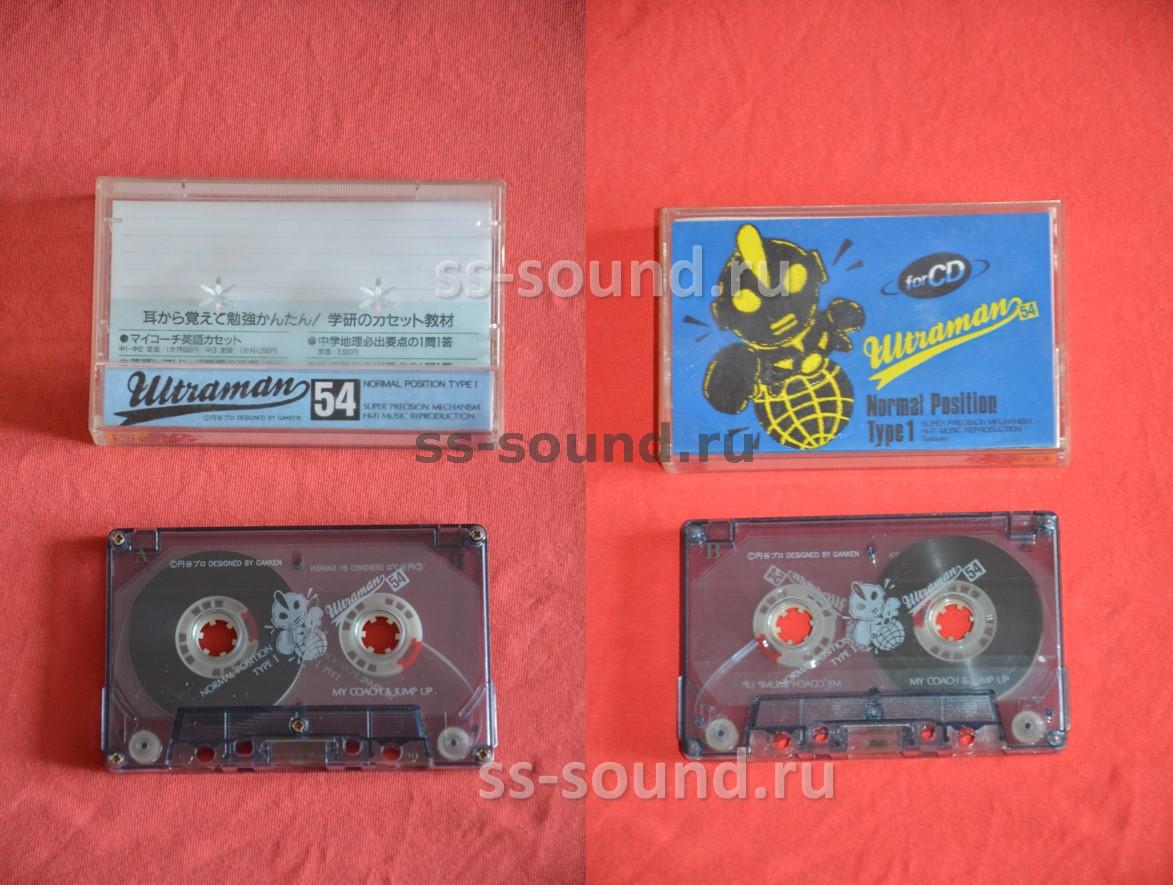 耳から覚えて勉強かんたん! 学研のカセット教材
●マイコーチ英語カセット
●中学地理必出要点の1問1答
Ultraman 54
NORMAL POSITION TYPE I
SUPER PRECISION MECHANISM
Hi-Fi MUSIC REPRODUCTION
©円谷プロ DESIGNED BY GAKKEN
for CD
Ultraman 54
Normal Position
Type 1
SUPER PRECISION MECHANISM
Hi-Fi MUSIC REPRODUCTION
Gakken
A
©円谷プロ DESIGNED BY GAKKEN
Ultraman 54
NORMAL POSITION
TYPE I
MY COACH & JUMP UP
B
©円谷プロ DESIGNED BY GAKKEN
Ultraman 54
NORMAL POSITION
TYPE I
MY COACH & JUMP UP
ss-sound.ru
ss-sound.ru
ss-sound.ru